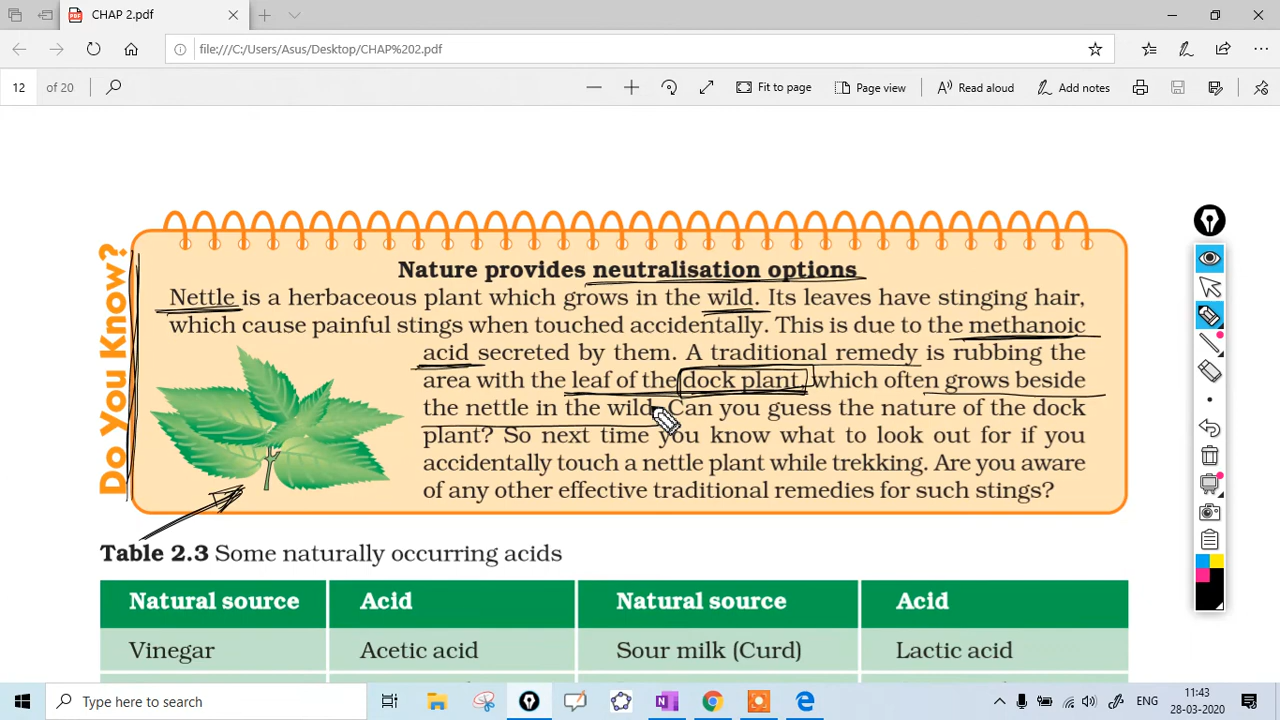 CHAP 2.pdf
file:///C:/Users/Asus/Desktop/CHAP%202.pdf
12 of 20
Fit to page
Page view
Read aloud
Add notes
Do You Know?
Nature provides neutralisation options
Nettle is a herbaceous plant which grows in the wild. Its leaves have stinging hair,
which cause painful stings when touched accidentally. This is due to the methanoic
acid secreted by them. A traditional remedy is rubbing the
area with the leaf of the dock plant, which often grows beside
the nettle in the wild. Can you guess the nature of the dock
plant? So next time you know what to look out for if you
accidentally touch a nettle plant while trekking. Are you aware
of any other effective traditional remedies for such stings?
Table 2.3 Some naturally occurring acids
Natural source Acid Natural source Acid
Vinegar Acetic acid Sour milk (Curd) Lactic acid
Type here to search
11:43
28-03-2020